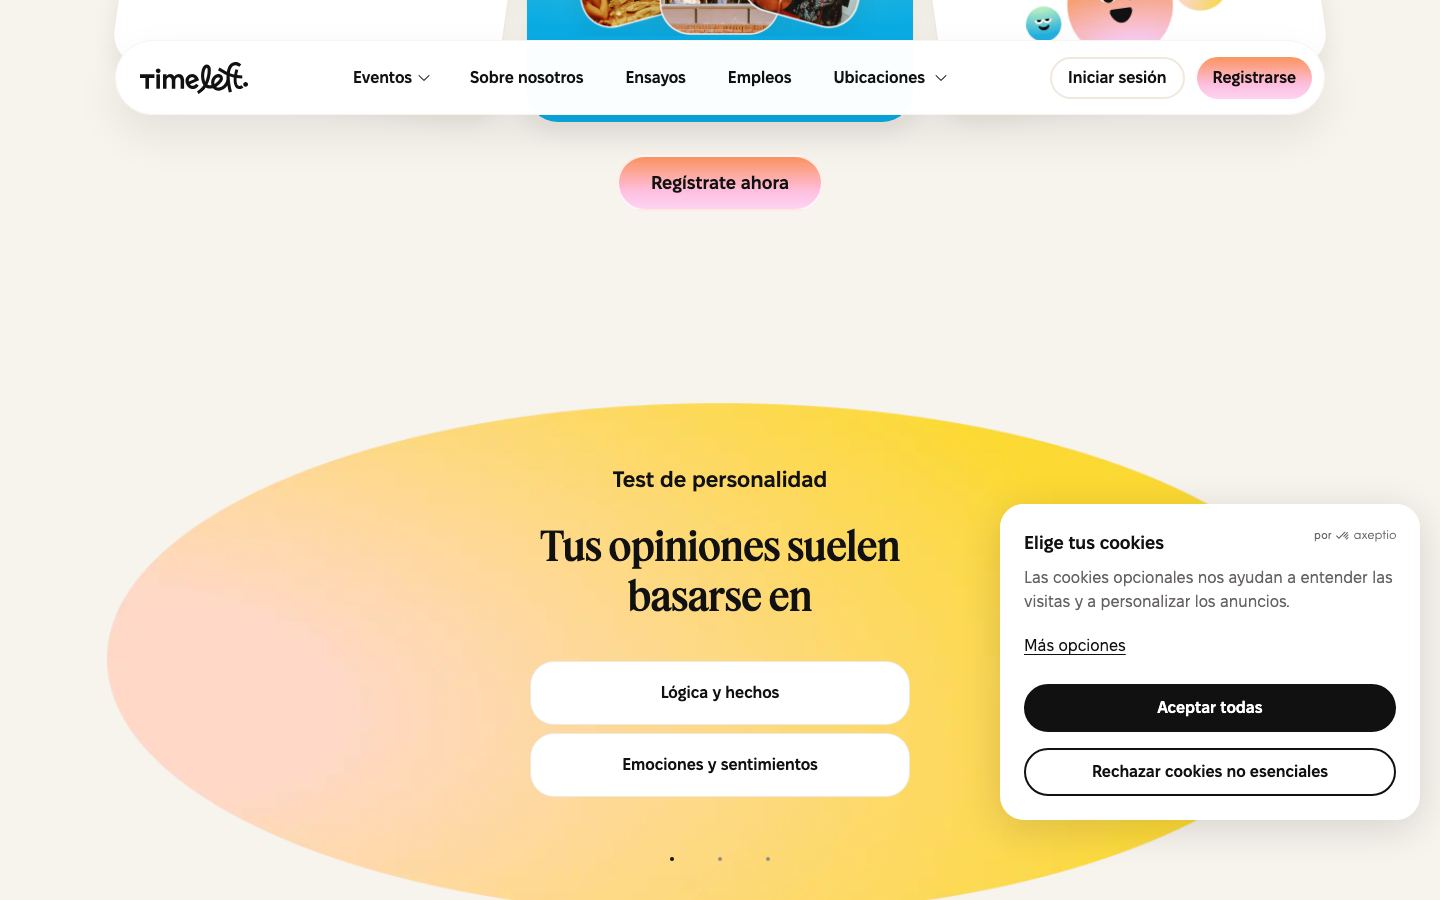 Timeleft.
Eventos
Sobre nosotros
Ensayos
Empleos
Ubicaciones
Iniciar sesión
Registrarse
Regístrate ahora
Test de personalidad
Tus opiniones suelen
basarse en
Lógica y hechos
Emociones y sentimientos
Elige tus cookies
por axeptio
Las cookies opcionales nos ayudan a entender las
visitas y a personalizar los anuncios.
Más opciones
Aceptar todas
Rechazar cookies no esenciales